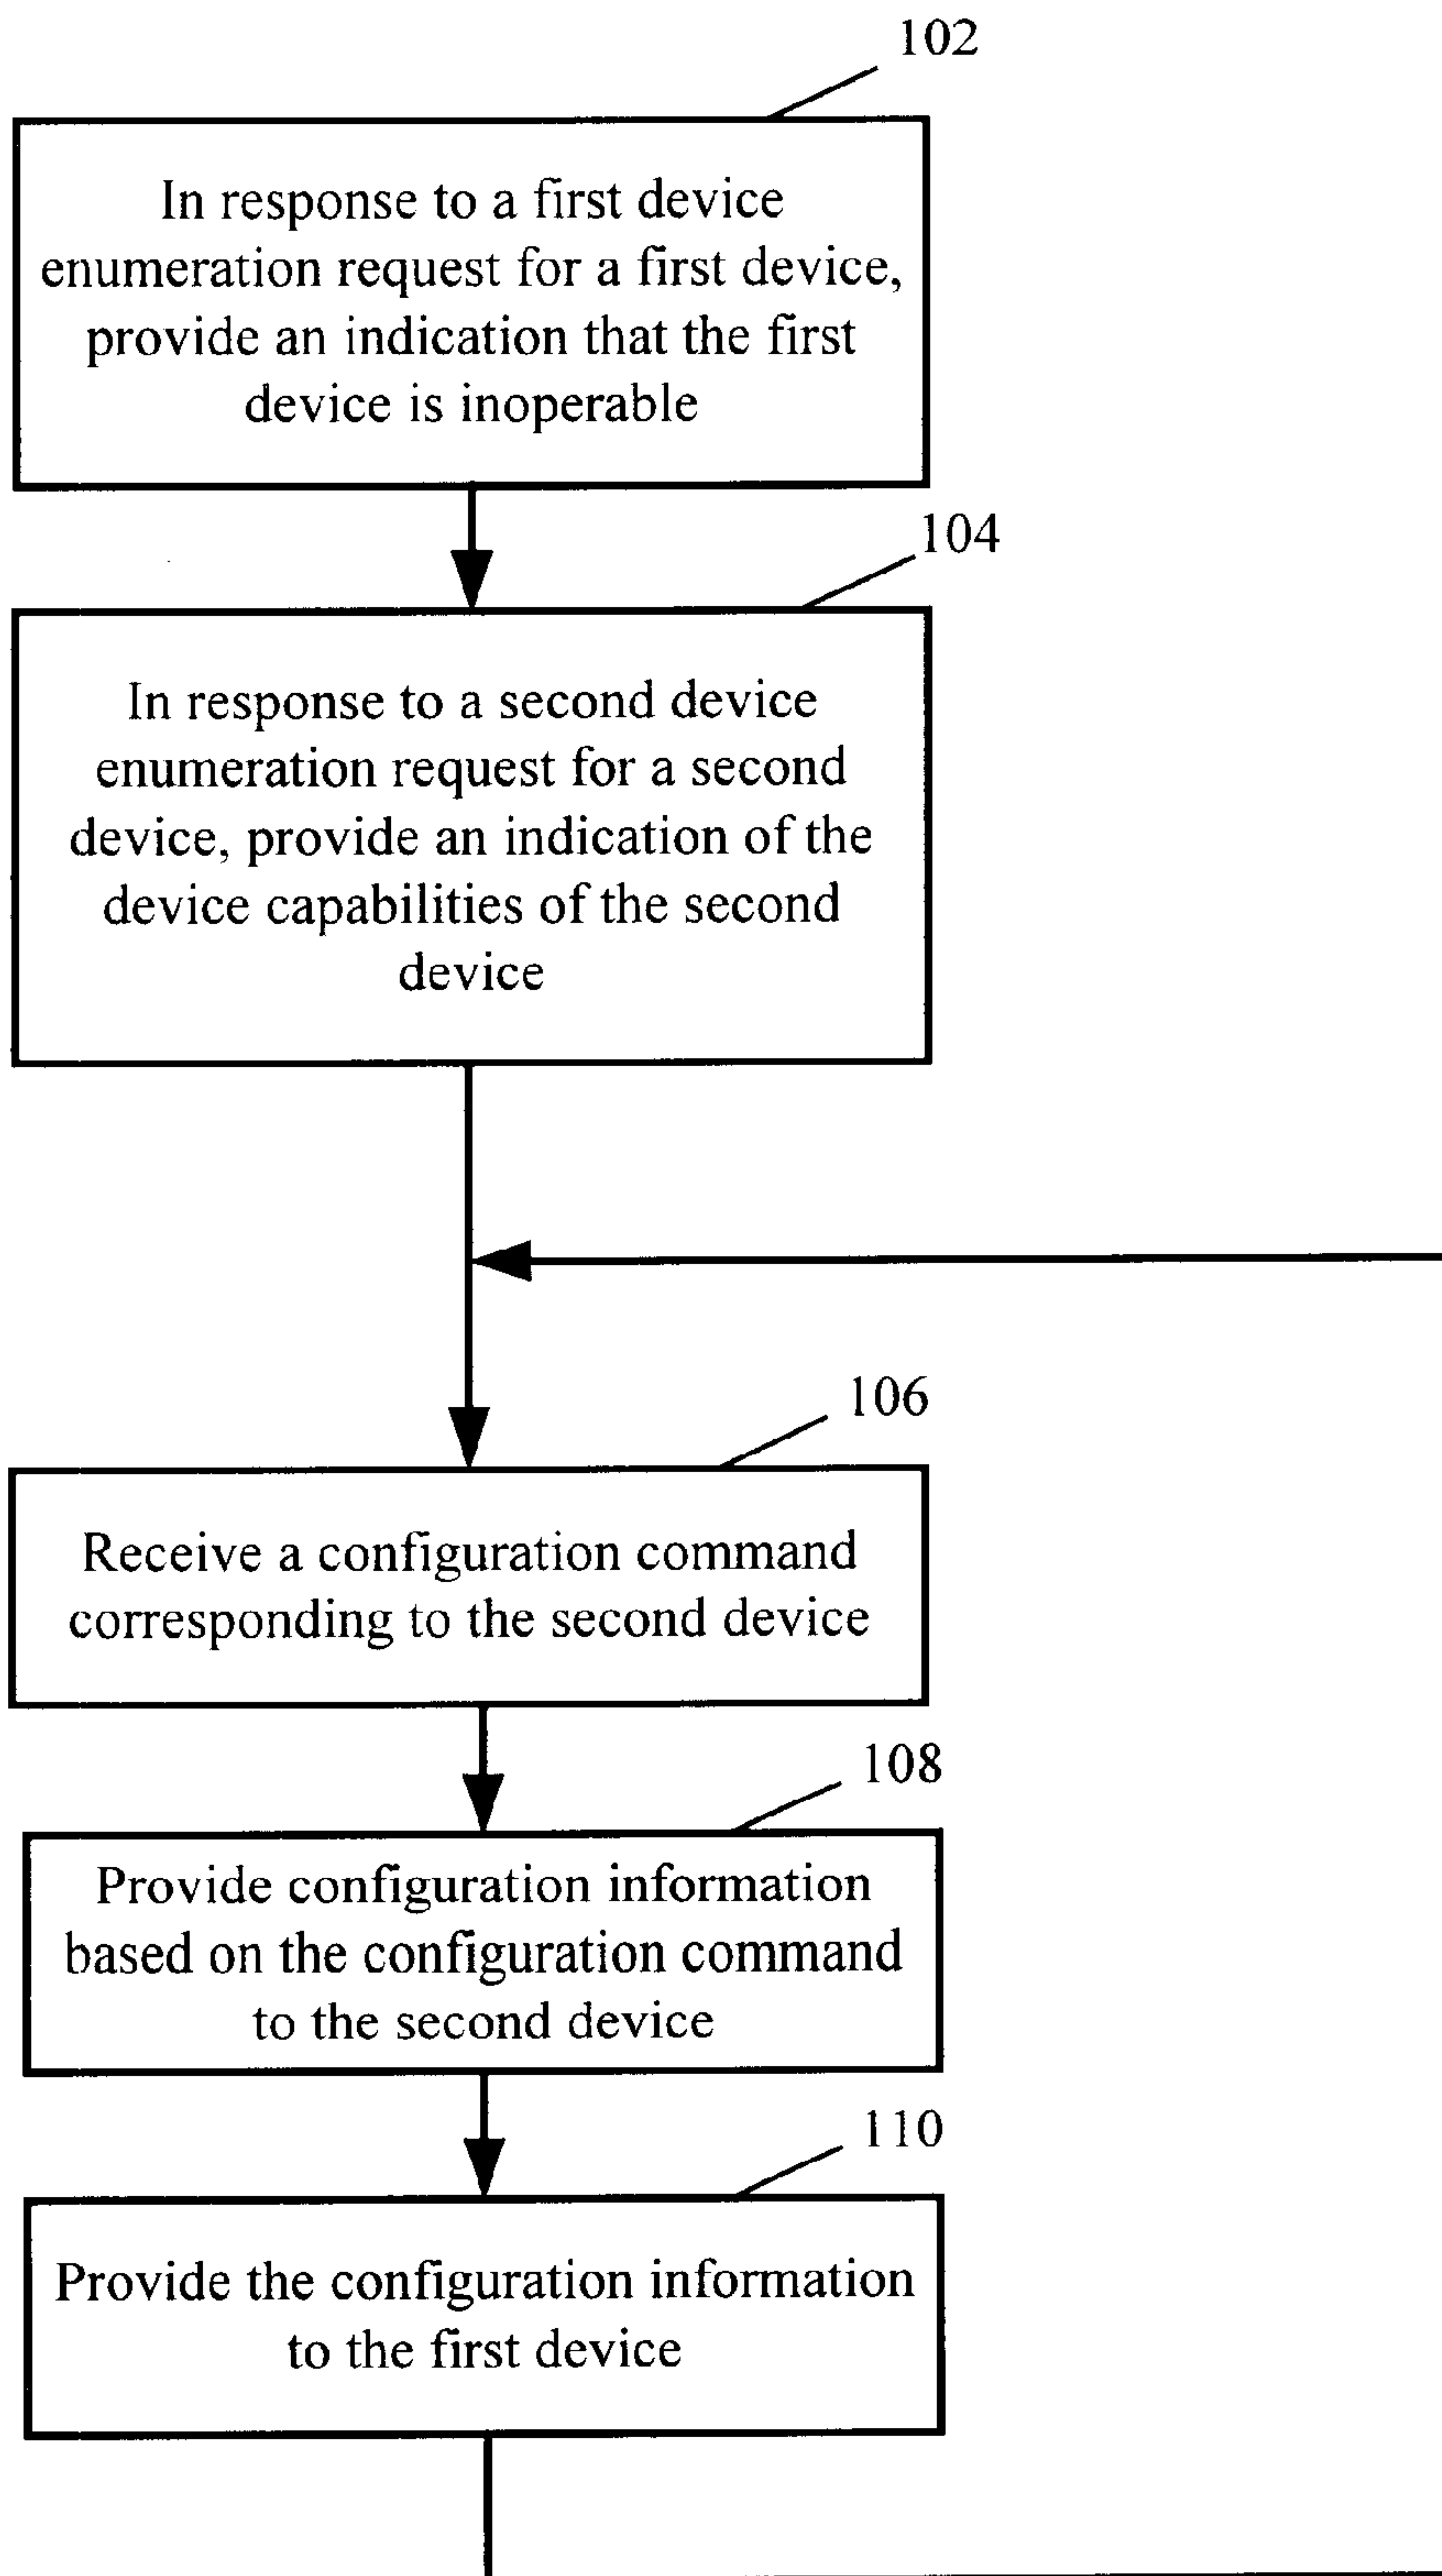 102
In response to a first device
enumeration request for a first device,
provide an indication that the first
device is inoperable
104
In response to a second device
enumeration request for a second
device, provide an indication of the
device capabilities of the second
device
106
Receive a configuration command
corresponding to the second device
108
Provide configuration information
based on the configuration command
to the second device
110
Provide the configuration information
to the first device